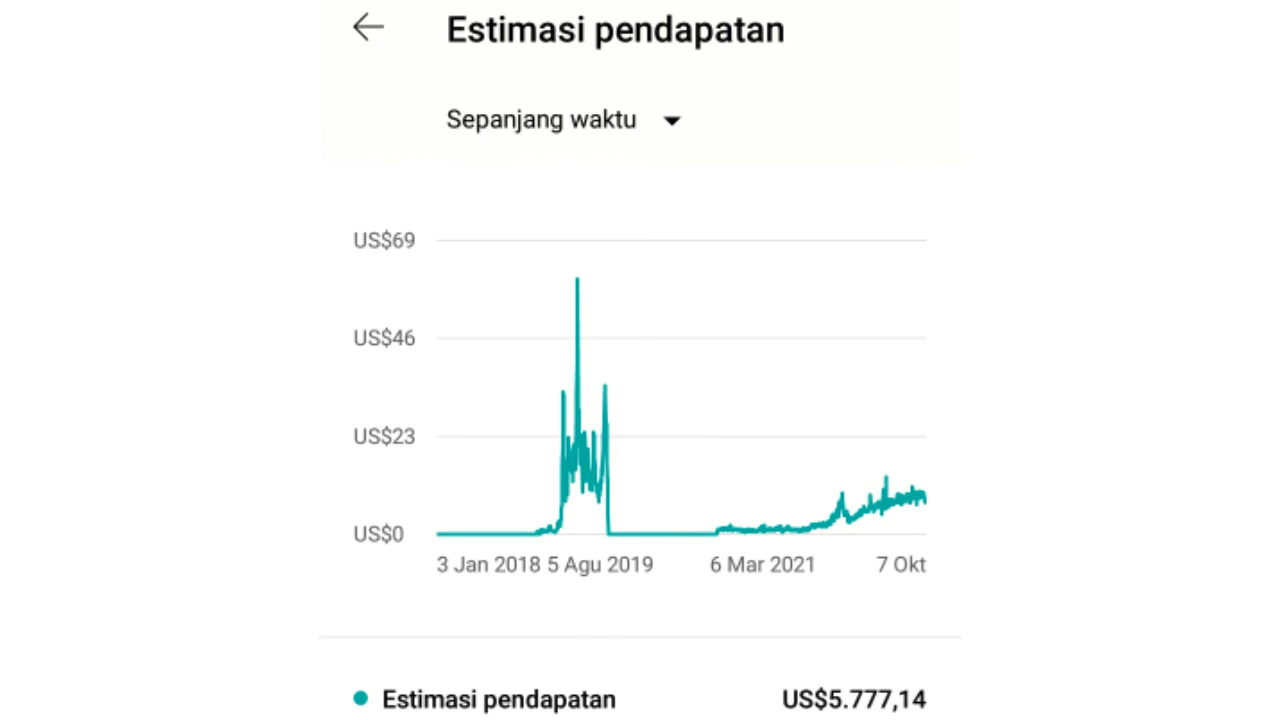 Estimasi pendapatan
Sepanjang waktu
US$69
US$46
US$23
US$0
3 Jan 2018 5 Agu 2019 6 Mar 2021 7 Okt
Estimasi pendapatan US$5.777,14